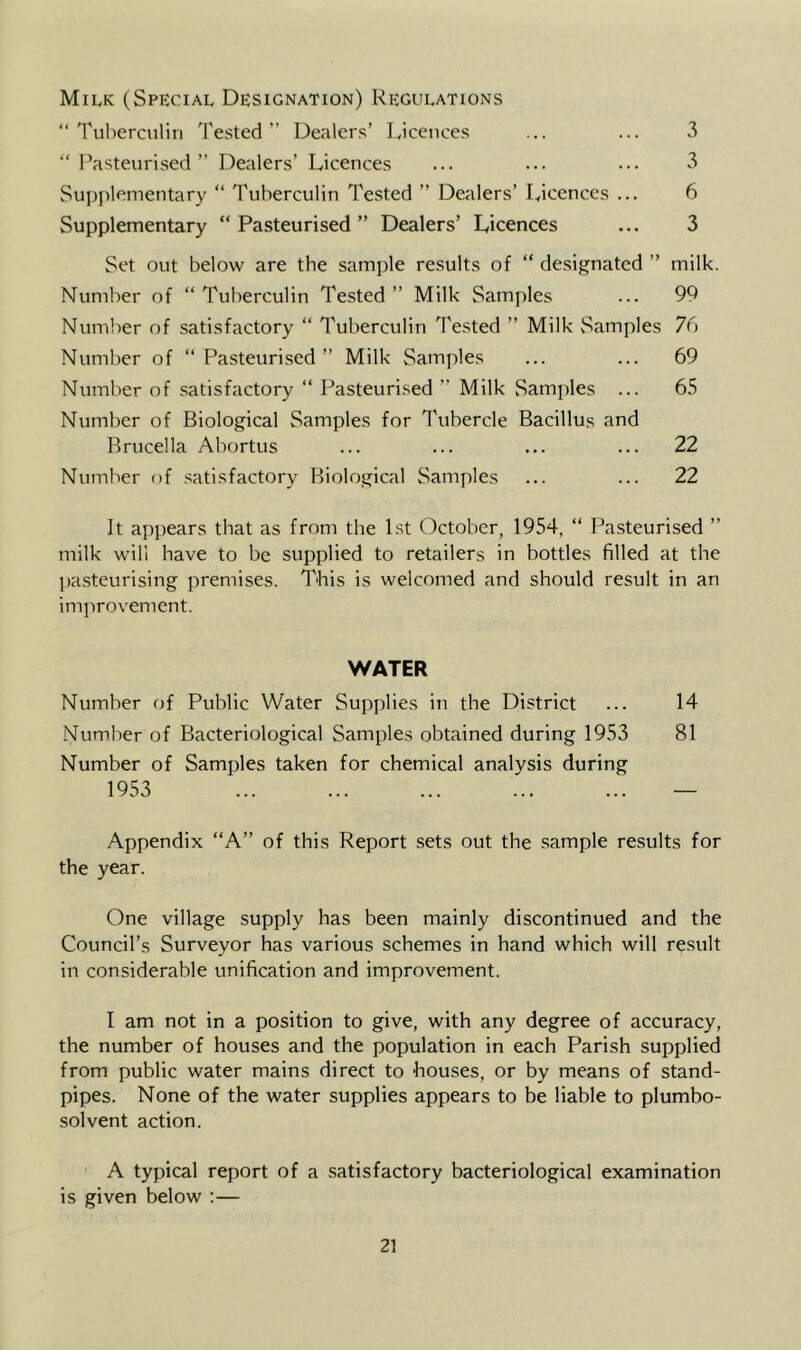 Milk (Special Designation) Regulations
“ Tuberculin Tested ” Dealers’ Licences ... ... 3
“ Pasteurised ” Dealers’ Licences ... ... ... 3
Supplementary “ Tuberculin Tested ” Dealers’ Licences ... 6
Supplementary “ Pasteurised ” Dealers’ Licences ... 3
Set out below are the sample results of “ designated ” milk.
Number of “ Tuberculin Tested ” Milk Samples ... 99
Number of satisfactory “ Tuberculin Tested ” Milk Samples 76
Number of “ Pasteurised ” Milk Samples ... ... 69
Number of satisfactory “ Pasteurised ” Milk Samples ... 65
Number of Biological Samples for Tubercle Bacillus and
Brucella Abortus ... ... ... ... 22
Number of satisfactory Biological Samples ... ... 22
It appears that as from the 1st October, 1954, “ Pasteurised ”
milk will have to be supplied to retailers in bottles filled at the
pasteurising premises. This is welcomed and should result in an
improvement.
WATER
Number of Public Water Supplies in the District ... 14
Number of Bacteriological Samples obtained during 1953 81
Number of Samples taken for chemical analysis during
1953 ... ... ... ... ... —
Appendix “A” of this Report sets out the sample results for
the year.
One village supply has been mainly discontinued and the
Council’s Surveyor has various schemes in hand which will result
in considerable unification and improvement.
I am not in a position to give, with any degree of accuracy,
the number of houses and the population in each Parish supplied
from public water mains direct to houses, or by means of stand-
pipes. None of the water supplies appears to be liable to plumbo-
solvent action.
A typical report of a satisfactory bacteriological examination
is given below :—
21